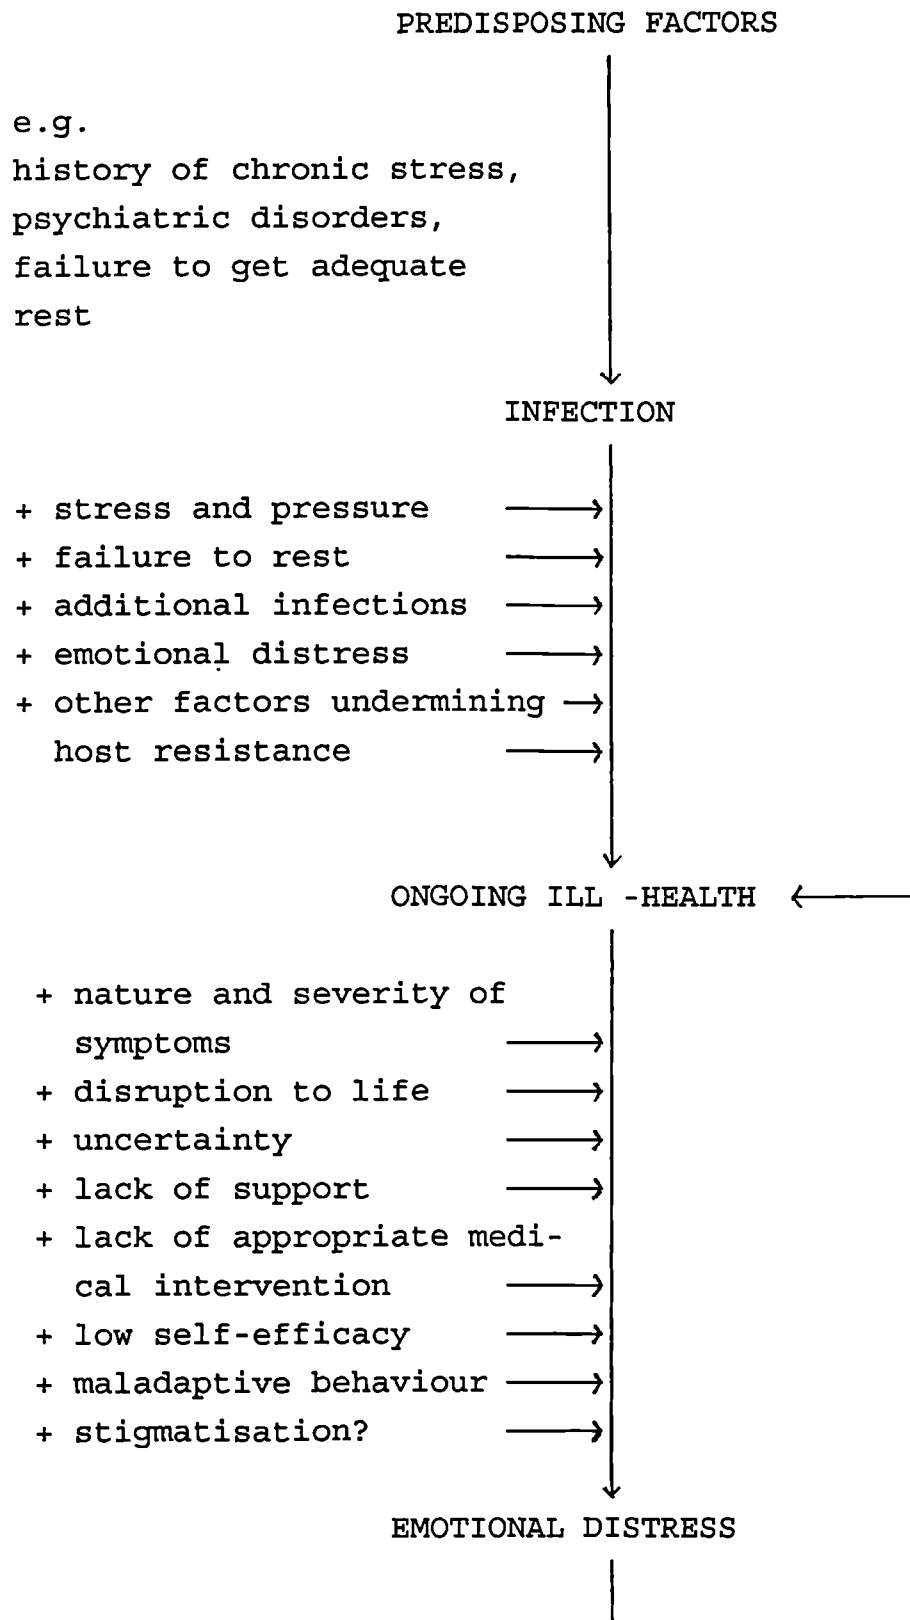 PREDISPOSING FACTORS
e.g.
history of chronic stress,
psychiatric disorders,
failure to get adequate
rest
INFECTION
+ stress and pressure
+ failure to rest
+ additional infections
+ emotional distress
+ other factors undermining
host resistance
ONGOING ILL -HEALTH
+ nature and severity of
symptoms
+ disruption to life
+ uncertainty
+ lack of support
+ lack of appropriate medi-
cal intervention
+ low self-efficacy
+ maladaptive behaviour
+ stigmatisation?
EMOTIONAL DISTRESS